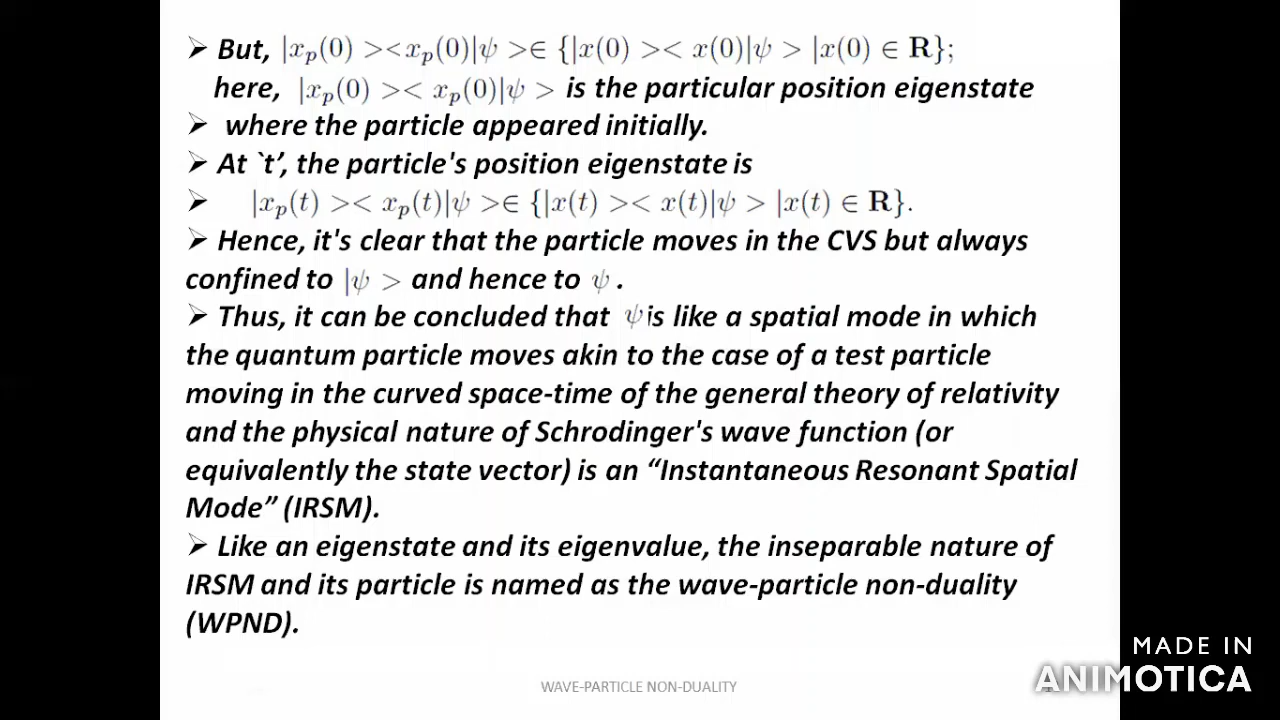 ➢ But, |xₚ(0) >< xₚ(0)|ψ >∈ {|x(0) >< x(0)|ψ > |x(0) ∈ R};
here, |xₚ(0) >< xₚ(0)|ψ > is the particular position eigenstate
➢ where the particle appeared initially.
➢ At `t’, the particle's position eigenstate is
➢ |xₚ(t) >< xₚ(t)|ψ >∈ {|x(t) >< x(t)|ψ > |x(t) ∈ R}.
➢ Hence, it's clear that the particle moves in the CVS but always
confined to |ψ > and hence to ψ .
➢ Thus, it can be concluded that ψ is like a spatial mode in which
the quantum particle moves akin to the case of a test particle
moving in the curved space-time of the general theory of relativity
and the physical nature of Schrodinger's wave function (or
equivalently the state vector) is an “Instantaneous Resonant Spatial
Mode” (IRSM).
➢ Like an eigenstate and its eigenvalue, the inseparable nature of
IRSM and its particle is named as the wave-particle non-duality
(WPND).
WAVE-PARTICLE NON-DUALITY
MADE IN
ANIMOTICA